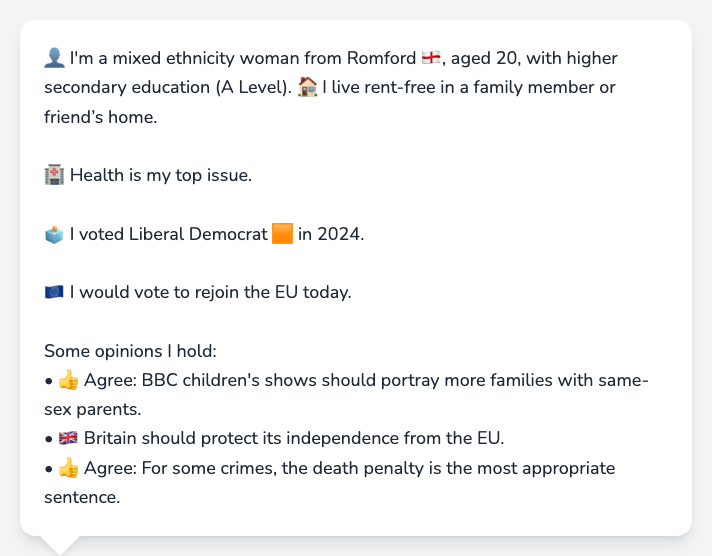 👤 I'm a mixed ethnicity woman from Romford 🏴󠁧󠁢󠁥󠁮󠁧󠁿, aged 20, with higher
secondary education (A Level). 🏠 I live rent-free in a family member or
friend’s home.
🏥 Health is my top issue.
🗳️ I voted Liberal Democrat 🟧 in 2024.
🇪🇺 I would vote to rejoin the EU today.
Some opinions I hold:
• 👍 Agree: BBC children's shows should portray more families with same-
sex parents.
• 🇬🇧 Britain should protect its independence from the EU.
• 👍 Agree: For some crimes, the death penalty is the most appropriate
sentence.